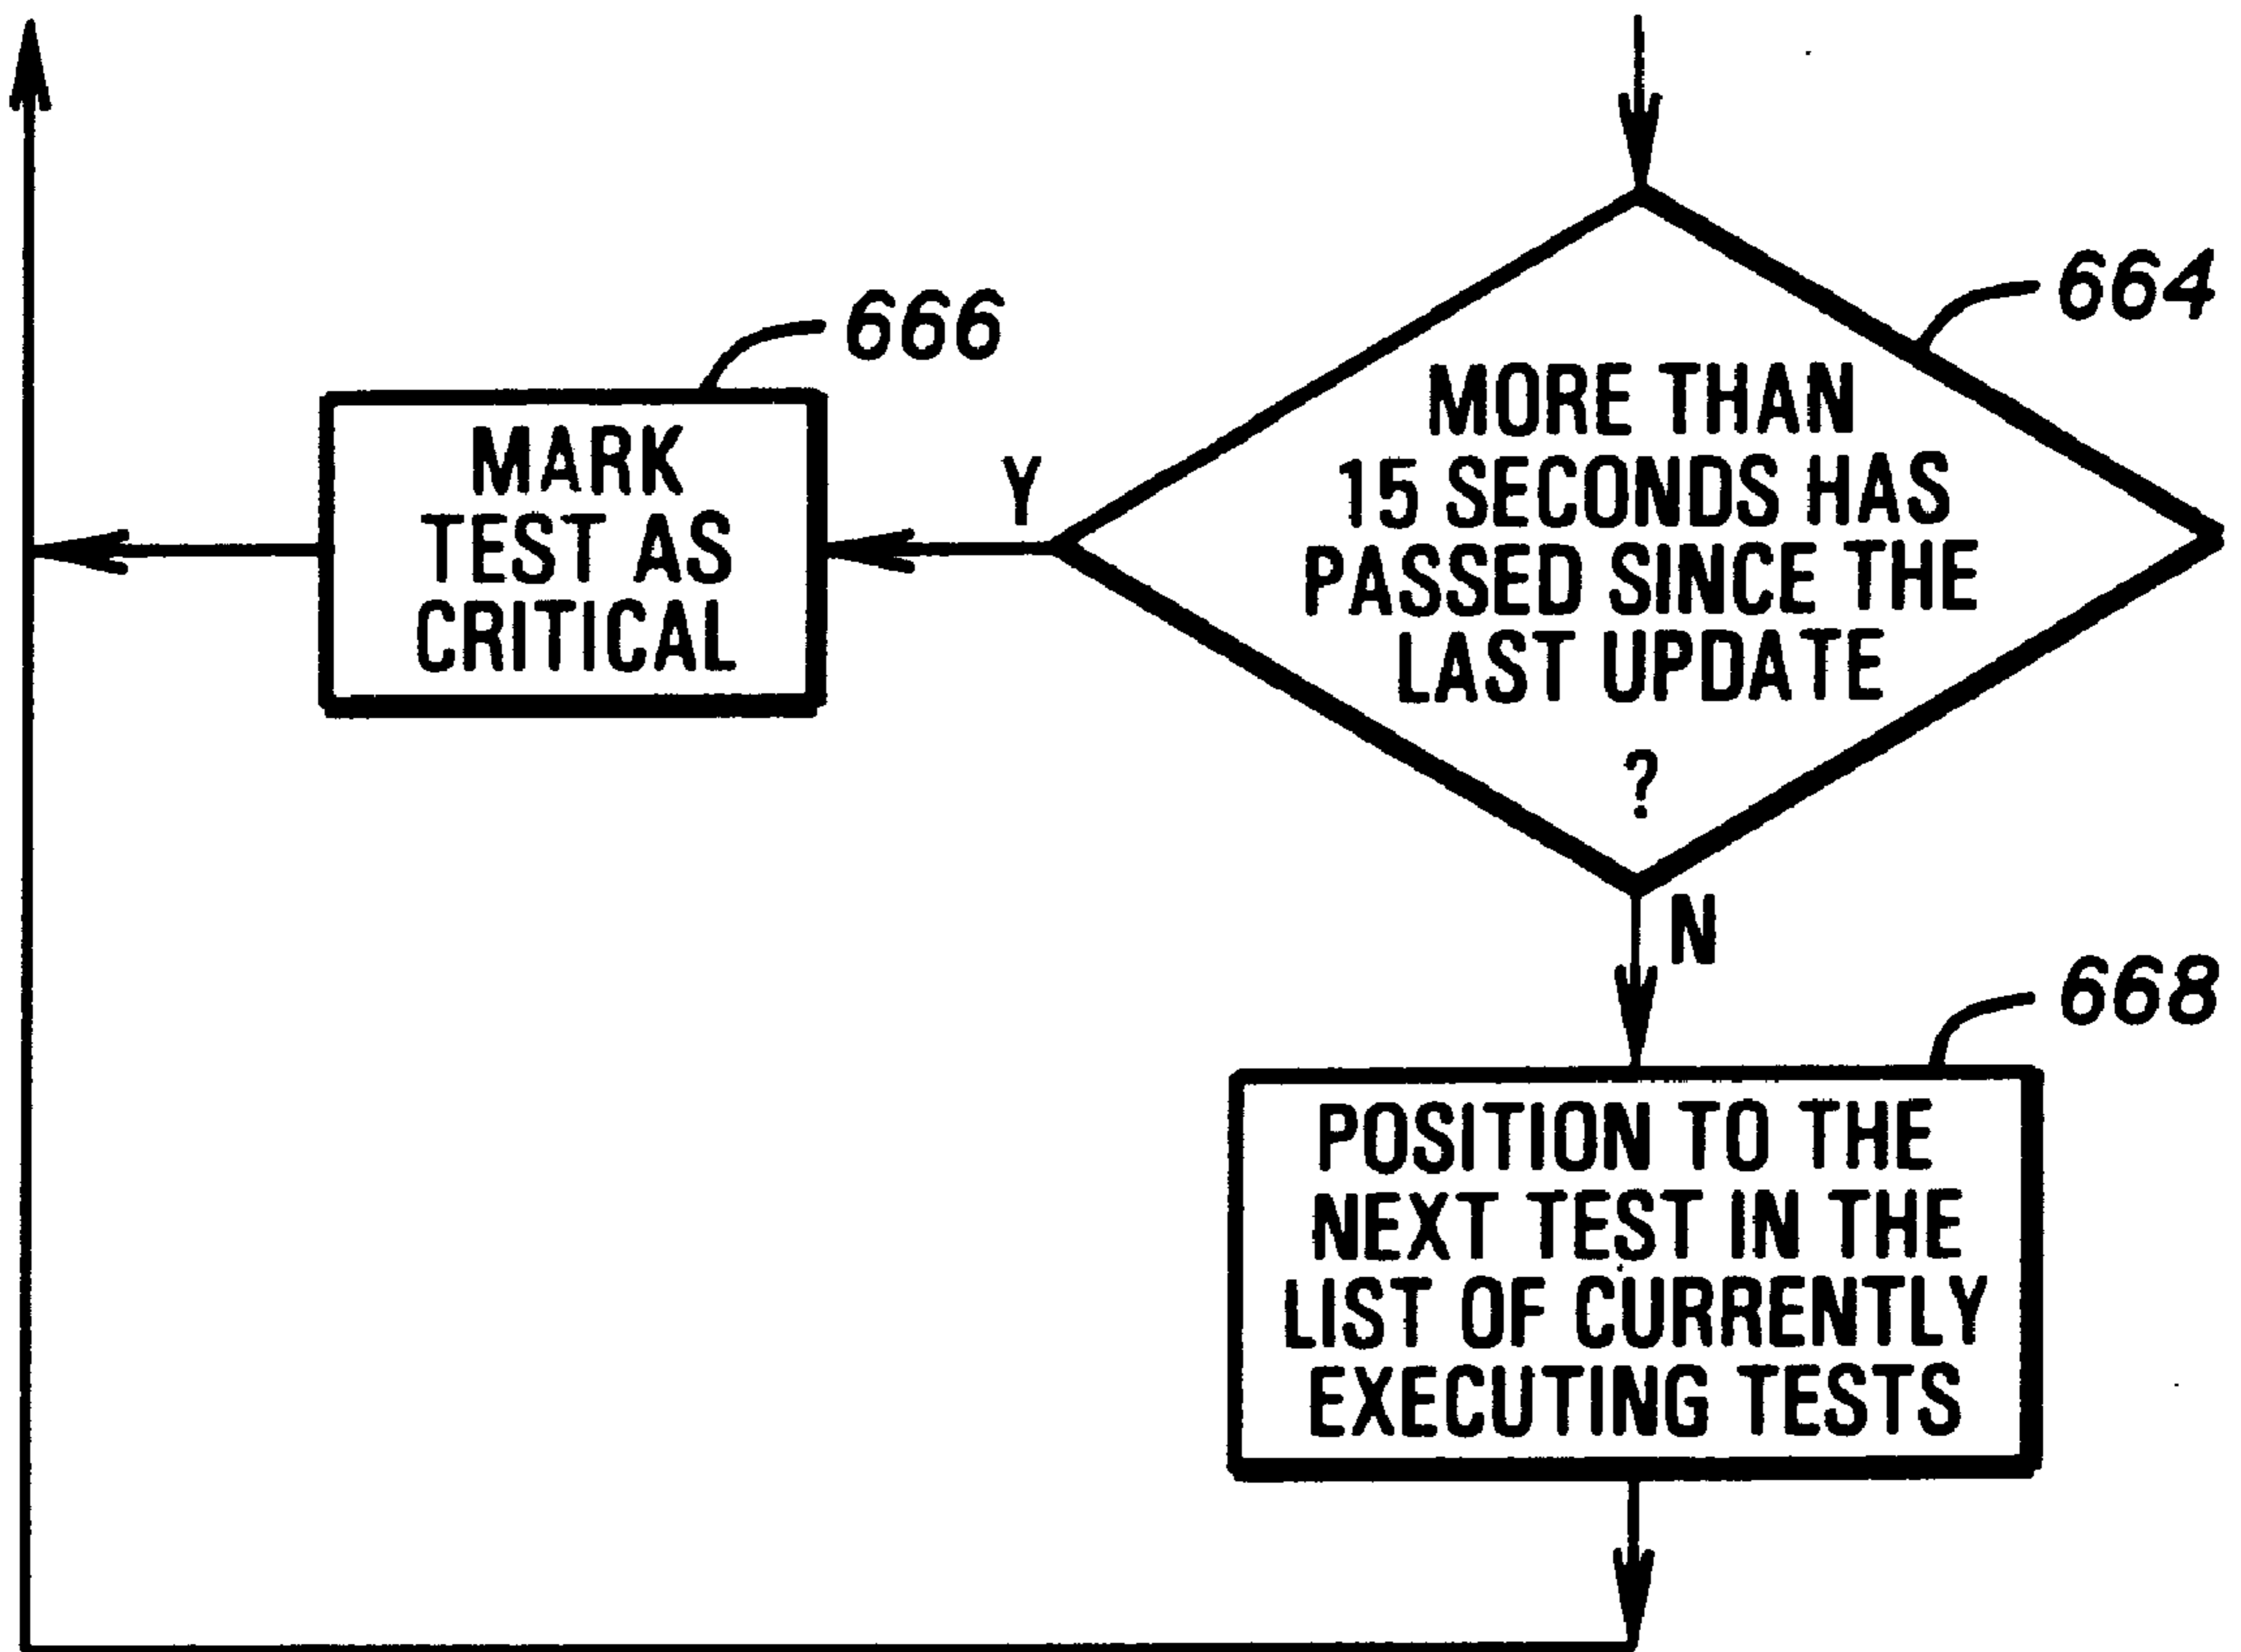 664
MORE THAN
15 SECONDS HAS
PASSED SINCE THE
LAST UPDATE
?
Y
666
MARK
TEST AS
CRITICAL
N
668
POSITION TO THE
NEXT TEST IN THE
LIST OF CURRENTLY
EXECUTING TESTS